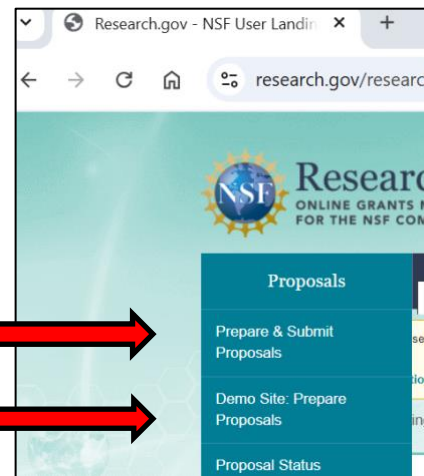 Research.gov - NSF User Landin
research.gov/researc
NSF
Resear
ONLINE GRANTS M
FOR THE NSF COM
Proposals
Prepare & Submit
Proposals
Demo Site: Prepare
Proposals
Proposal Status